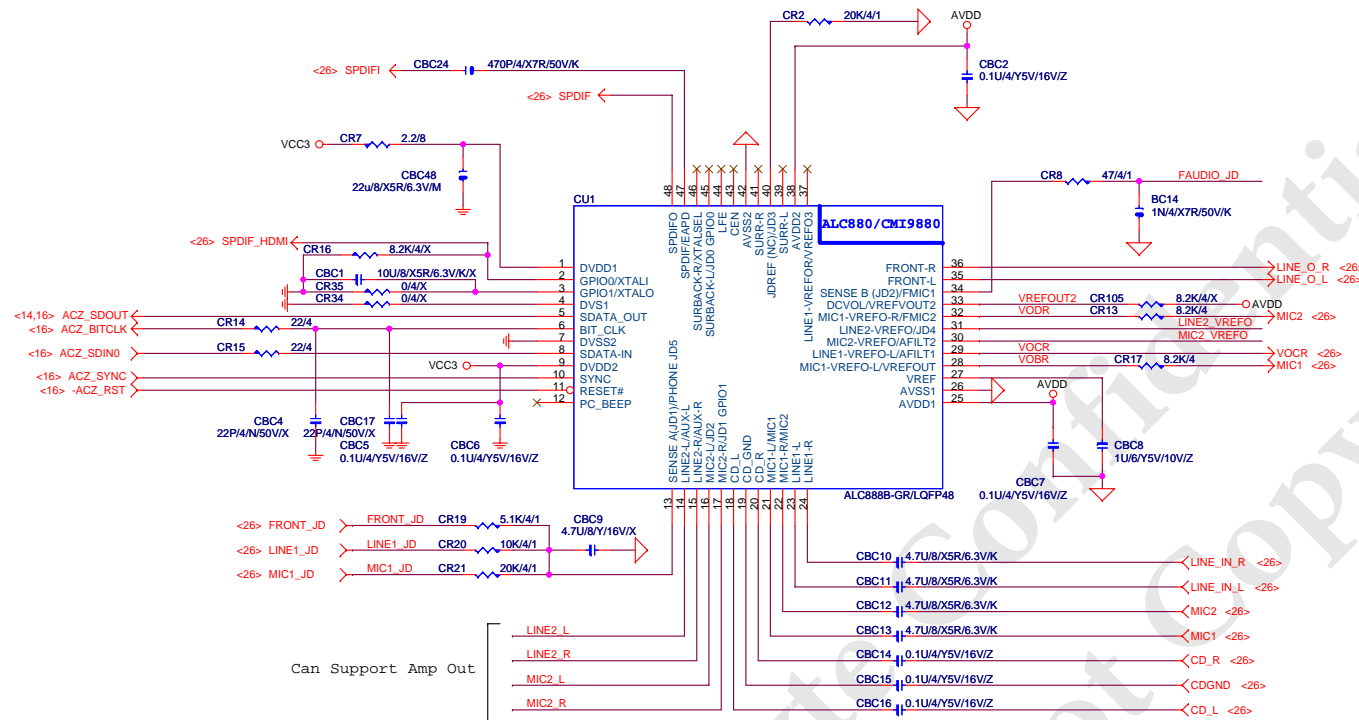 CR2 20K/4/1
AVDD
CBC2
0.1U/4/Y5V/16V/Z
<26> SPDIFI
CBC24 470P/4/X7R/50V/K
<26> SPDIF
VCC3
CR7 2.2/8
CBC48
22u/8/X5R/6.3V/M
CR8 47/4/1
FAUDIO_JD
BC14
1N/4/X7R/50V/K
CU1
ALC880/CMI9880
48 SPDIFO
47 SPDIFI/EAPD
46 SURBACK-R/XTALSEL
45 SURBACK-L/JD0 GPIO0
44 LFE
43 CEN
42 AVSS2
41 SURR-R
40 JDREF (NC)/JD3
39 SURR-L
38 AVDD2
37 LINE1-VREFOR/VREFO3
<26> SPDIF_HDMI
CR16 8.2K/4/X
CBC1 10U/8/X5R/6.3V/K/X
CR35 0/4/X
CR34 0/4/X
<14,16> ACZ_SDOUT
<16> ACZ_BITCLK
CR14 22/4
<16> ACZ_SDIN0
CR15 22/4
VCC3
<16> ACZ_SYNC
<16> -ACZ_RST
1 DVDD1
2 GPIO0/XTALI
3 GPIO1/XTALO
4 DVS1
5 SDATA_OUT
6 BIT_CLK
7 DVSS2
8 SDATA-IN
9 DVDD2
10 SYNC
11 RESET#
12 PC_BEEP
FRONT-R 36
FRONT-L 35
SENSE B (JD2)/FMIC1 34
DCVOL/VREFVOUT2 33
MIC1-VREFO-R/FMIC2 32
LINE2-VREFO/JD4 31
MIC2-VREFO/AFILT2 30
LINE1-VREFO-L/AFILT1 29
MIC1-VREFO-L/VREFOUT 28
VREF 27
AVSS1 26
AVDD1 25
LINE_O_R <26>
LINE_O_L <26>
VREFOUT2 CR105 8.2K/4/X
AVDD
VODR CR13 8.2K/4
MIC2 <26>
LINE2_VREFO
MIC2_VREFO
VOCR
VOCR <26>
VOBR CR17 8.2K/4
MIC1 <26>
AVDD
CBC4
22P/4/N/50V/X
CBC17
22P/4/N/50V/X
CBC5
0.1U/4/Y5V/16V/Z
CBC6
0.1U/4/Y5V/16V/Z
CBC8
1U/6/Y5V/10V/Z
CBC7
0.1U/4/Y5V/16V/Z
ALC888B-GR/LQFP48
13 SENSE A(JD1)/PHONE JD5
14 LINE2-L/AUX-L
15 LINE2-R/AUX-R
16 MIC2-L/JD2
17 MIC2-R/JD1 GPIO1
18 CD_L
19 CD_GND
20 CD_R
21 MIC1-L/MIC1
22 MIC1-R/MIC2
23 LINE1-L
24 LINE1-R
<26> FRONT_JD FRONT_JD CR19 5.1K/4/1
<26> LINE1_JD LINE1_JD CR20 10K/4/1
<26> MIC1_JD MIC1_JD CR21 20K/4/1
CBC9
4.7U/8/Y/16V/X
CBC10 4.7U/8/X5R/6.3V/K LINE_IN_R <26>
CBC11 4.7U/8/X5R/6.3V/K LINE_IN_L <26>
CBC12 4.7U/8/X5R/6.3V/K MIC2 <26>
CBC13 4.7U/8/X5R/6.3V/K MIC1 <26>
CBC14 0.1U/4/Y5V/16V/Z CD_R <26>
CBC15 0.1U/4/Y5V/16V/Z CDGND <26>
CBC16 0.1U/4/Y5V/16V/Z CD_L <26>
Can Support Amp Out
LINE2_L
LINE2_R
MIC2_L
MIC2_R